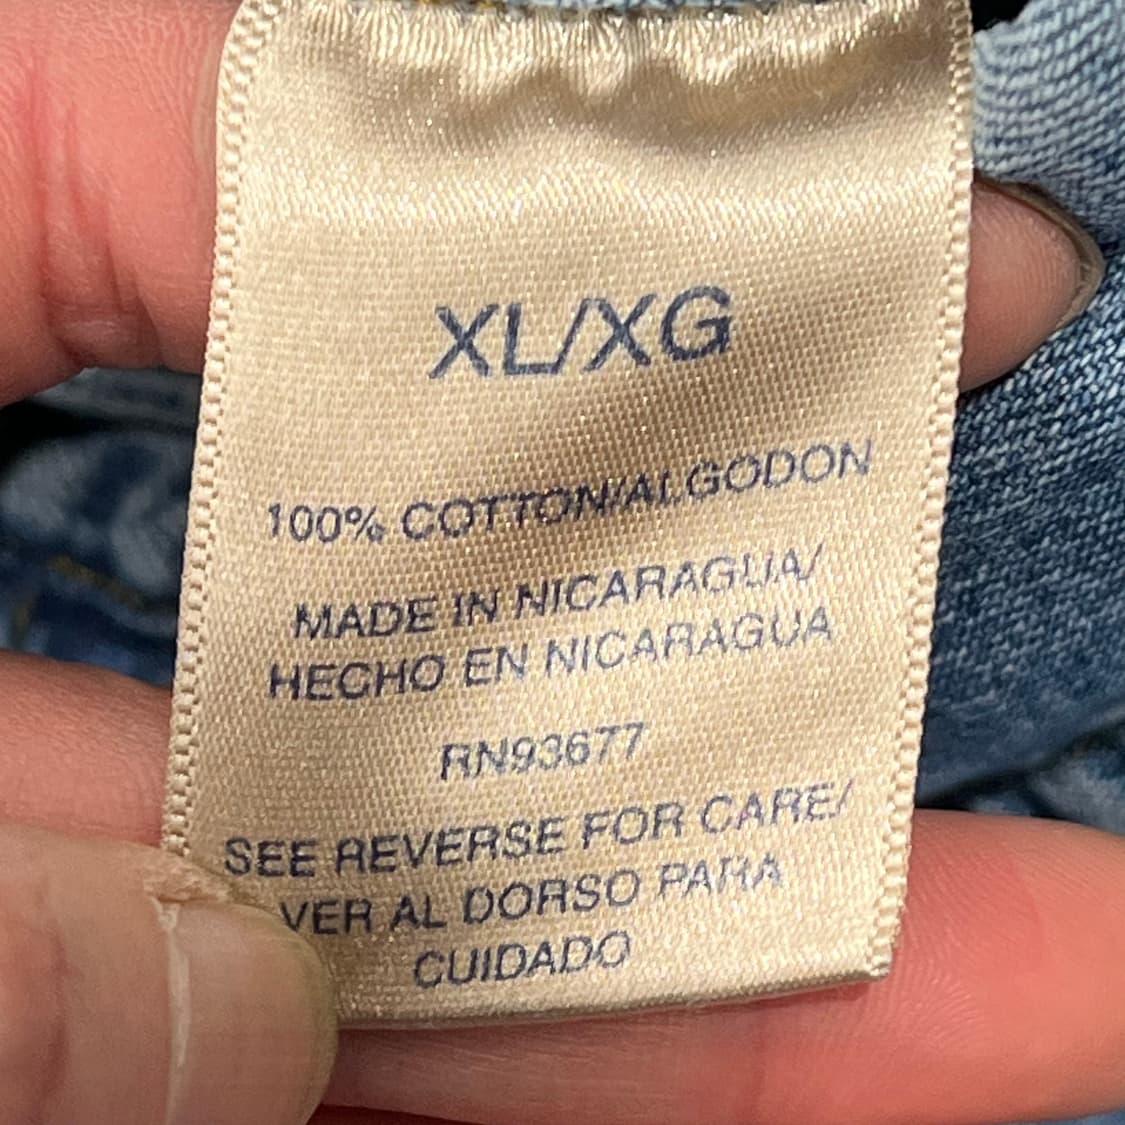 XL/XG
100% COTTON/ALGODON
MADE IN NICARAGUA/
HECHO EN NICARAGUA
RN93677
SEE REVERSE FOR CARE/
VER AL DORSO PARA
CUIDADO